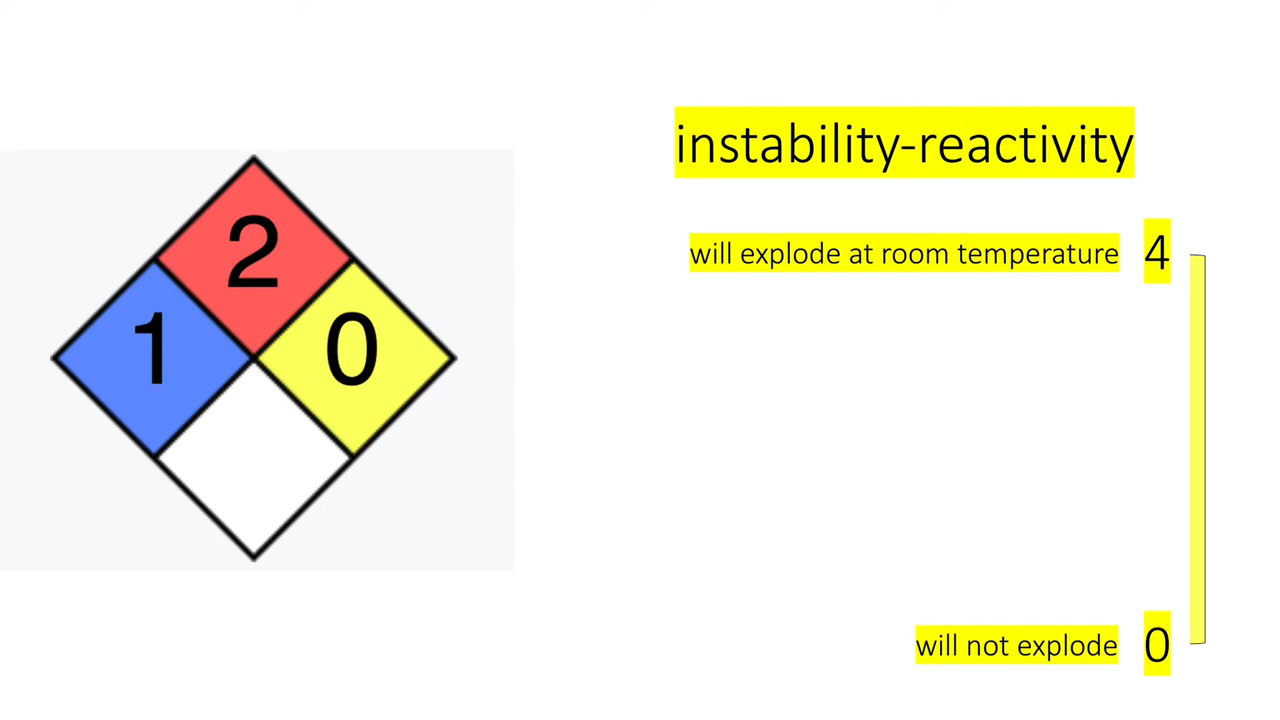 2
1
0
instability-reactivity
will explode at room temperature 4
will not explode 0